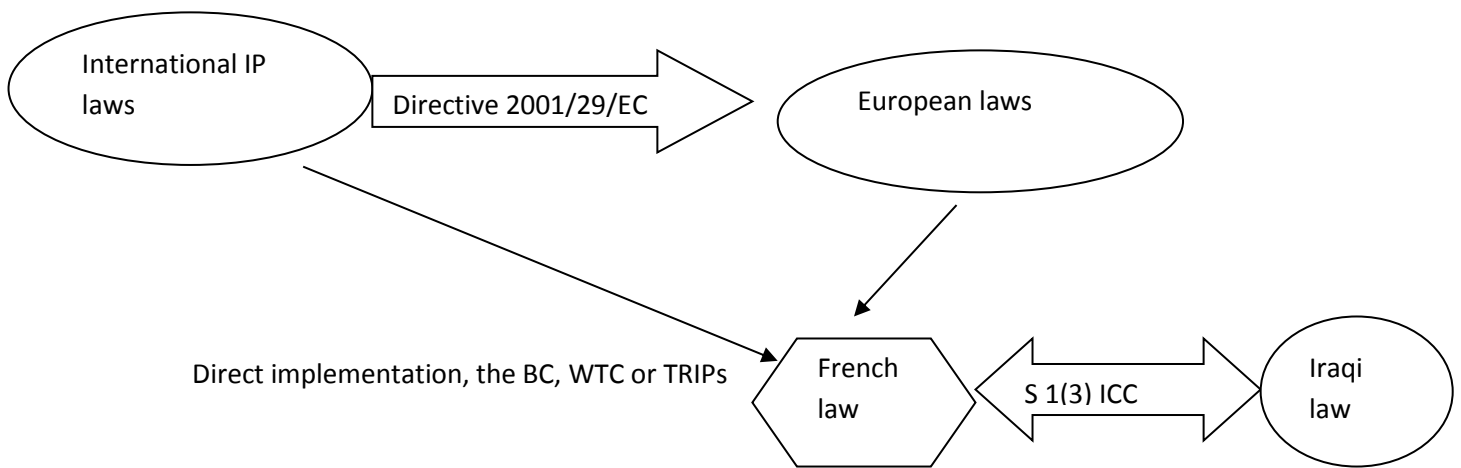 International IP
laws
Directive 2001/29/EC
European laws
Direct implementation, the BC, WTC or TRIPs
French
law
S 1(3) ICC
Iraqi
law